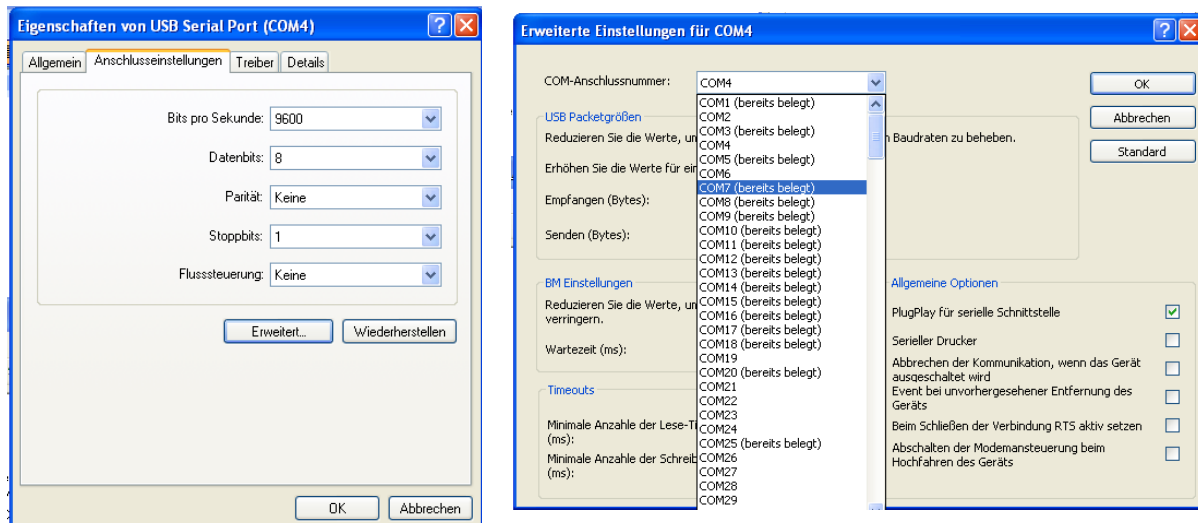 Eigenschaften von USB Serial Port (COM4)
Allgemein Anschlusseinstellungen Treiber Details
Bits pro Sekunde: 9600
Datenbits: 8
Parität: Keine
Stoppbits: 1
Flusssteuerung: Keine
Erweitert... Wiederherstellen
OK Abbrechen
Erweiterte Einstellungen für COM4
COM-Anschlussnummer: COM4
OK
Abbrechen
Standard
USB Packetgrößen
Reduzieren Sie die Werte, un
n Baudraten zu beheben.
Erhöhen Sie die Werte für ein
Empfangen (Bytes):
Senden (Bytes):
COM1 (bereits belegt)
COM2
COM3 (bereits belegt)
COM4
COM5 (bereits belegt)
COM6
COM7 (bereits belegt)
COM8 (bereits belegt)
COM9 (bereits belegt)
COM10 (bereits belegt)
COM11 (bereits belegt)
COM12 (bereits belegt)
COM13 (bereits belegt)
COM14 (bereits belegt)
COM15 (bereits belegt)
COM16 (bereits belegt)
COM17 (bereits belegt)
COM18 (bereits belegt)
COM19
COM20 (bereits belegt)
COM21
COM22
COM23
COM24
COM25 (bereits belegt)
COM26
COM27
COM28
COM29
BM Einstellungen
Reduzieren Sie die Werte, un
verringern.
Wartezeit (ms):
Timeouts
Minimale Anzahle der Lese-Ti
(ms):
Minimale Anzahle der Schreib
(ms):
Allgemeine Optionen
PlugPlay für serielle Schnittstelle
Serieller Drucker
Abbrechen der Kommunikation, wenn das Gerät
ausgeschaltet wird
Event bei unvorhergesehener Entfernung des
Geräts
Beim Schließen der Verbindung RTS aktiv setzen
Abschalten der Modemansteuerung beim
Hochfahren des Geräts